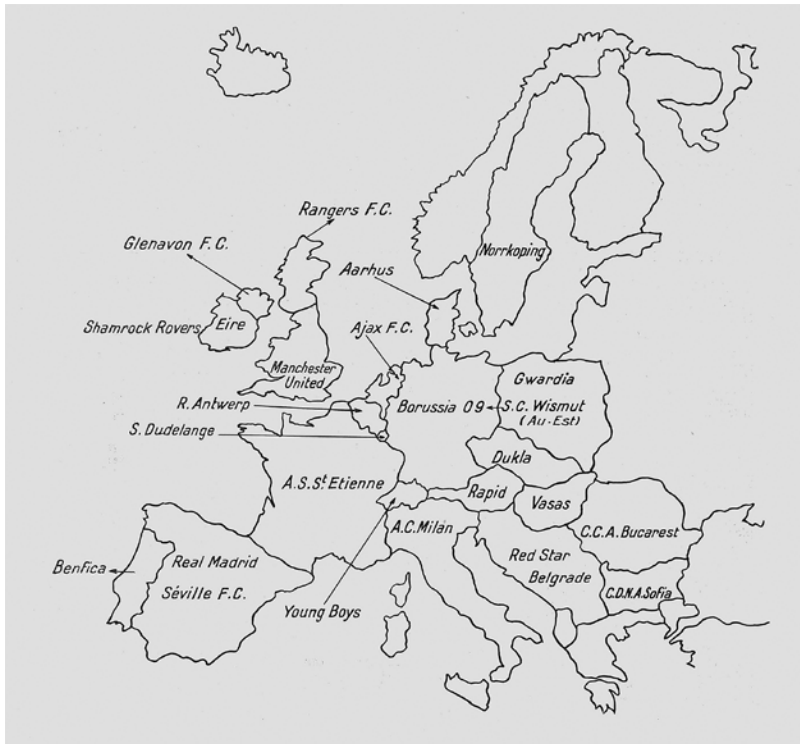 Rangers F.C.
Glenavon F.C.
Norrkoping
Aarhus
Shamrock Rovers
Eire
Ajax F.C.
Manchester
United
Gwardia
R. Antwerp
Borussia 09
S.C. Wismut
(Au. Est)
S. Dudelange
Dukla
A.S.St Etienne
Rapid
Vasas
A.C. Milan
C.C.A. Bucarest
Benfica
Real Madrid
Red Star
Belgrade
Séville F.C.
C.D.N.A. Sofia
Young Boys